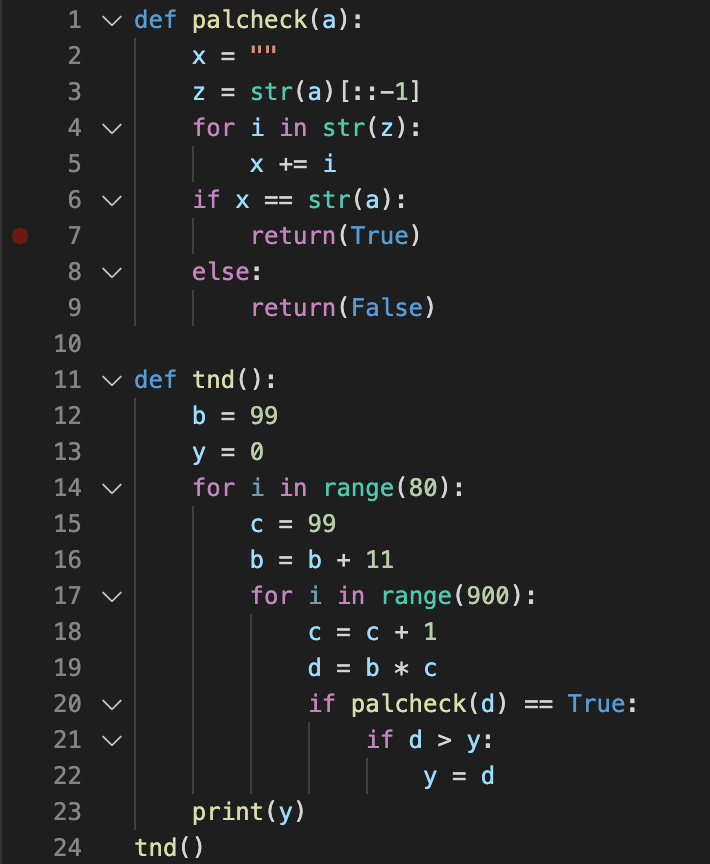 1 def palcheck(a):
2 x = ""
3 z = str(a)[::-1]
4 for i in str(z):
5 x += i
6 if x == str(a):
7 return(True)
8 else:
9 return(False)
10
11 def tnd():
12 b = 99
13 y = 0
14 for i in range(80):
15 c = 99
16 b = b + 11
17 for i in range(900):
18 c = c + 1
19 d = b * c
20 if palcheck(d) == True:
21 if d > y:
22 y = d
23 print(y)
24 tnd()